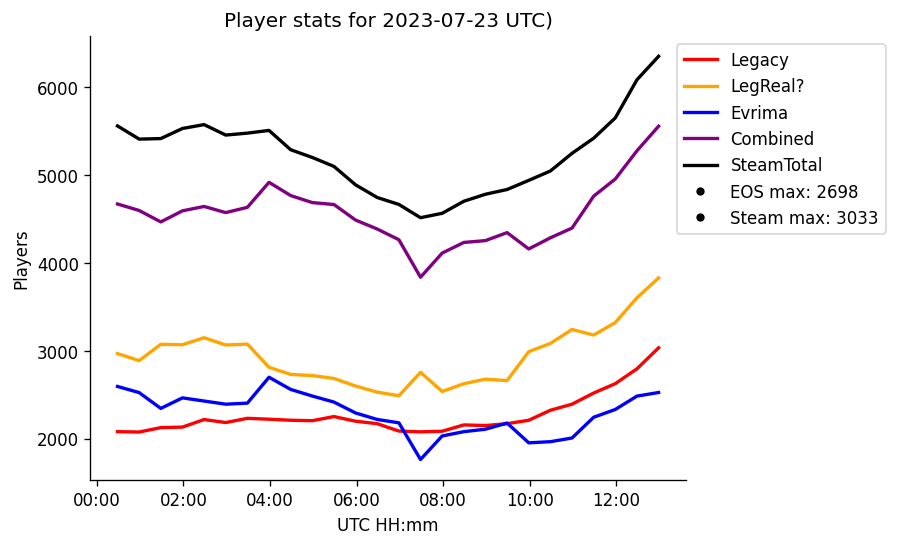 Player stats for 2023-07-23 UTC)
Legacy
LegReal?
Evrima
Combined
SteamTotal
EOS max: 2698
Steam max: 3033
6000
5000
4000
3000
2000
Players
00:00 02:00 04:00 06:00 08:00 10:00 12:00
UTC HH:mm